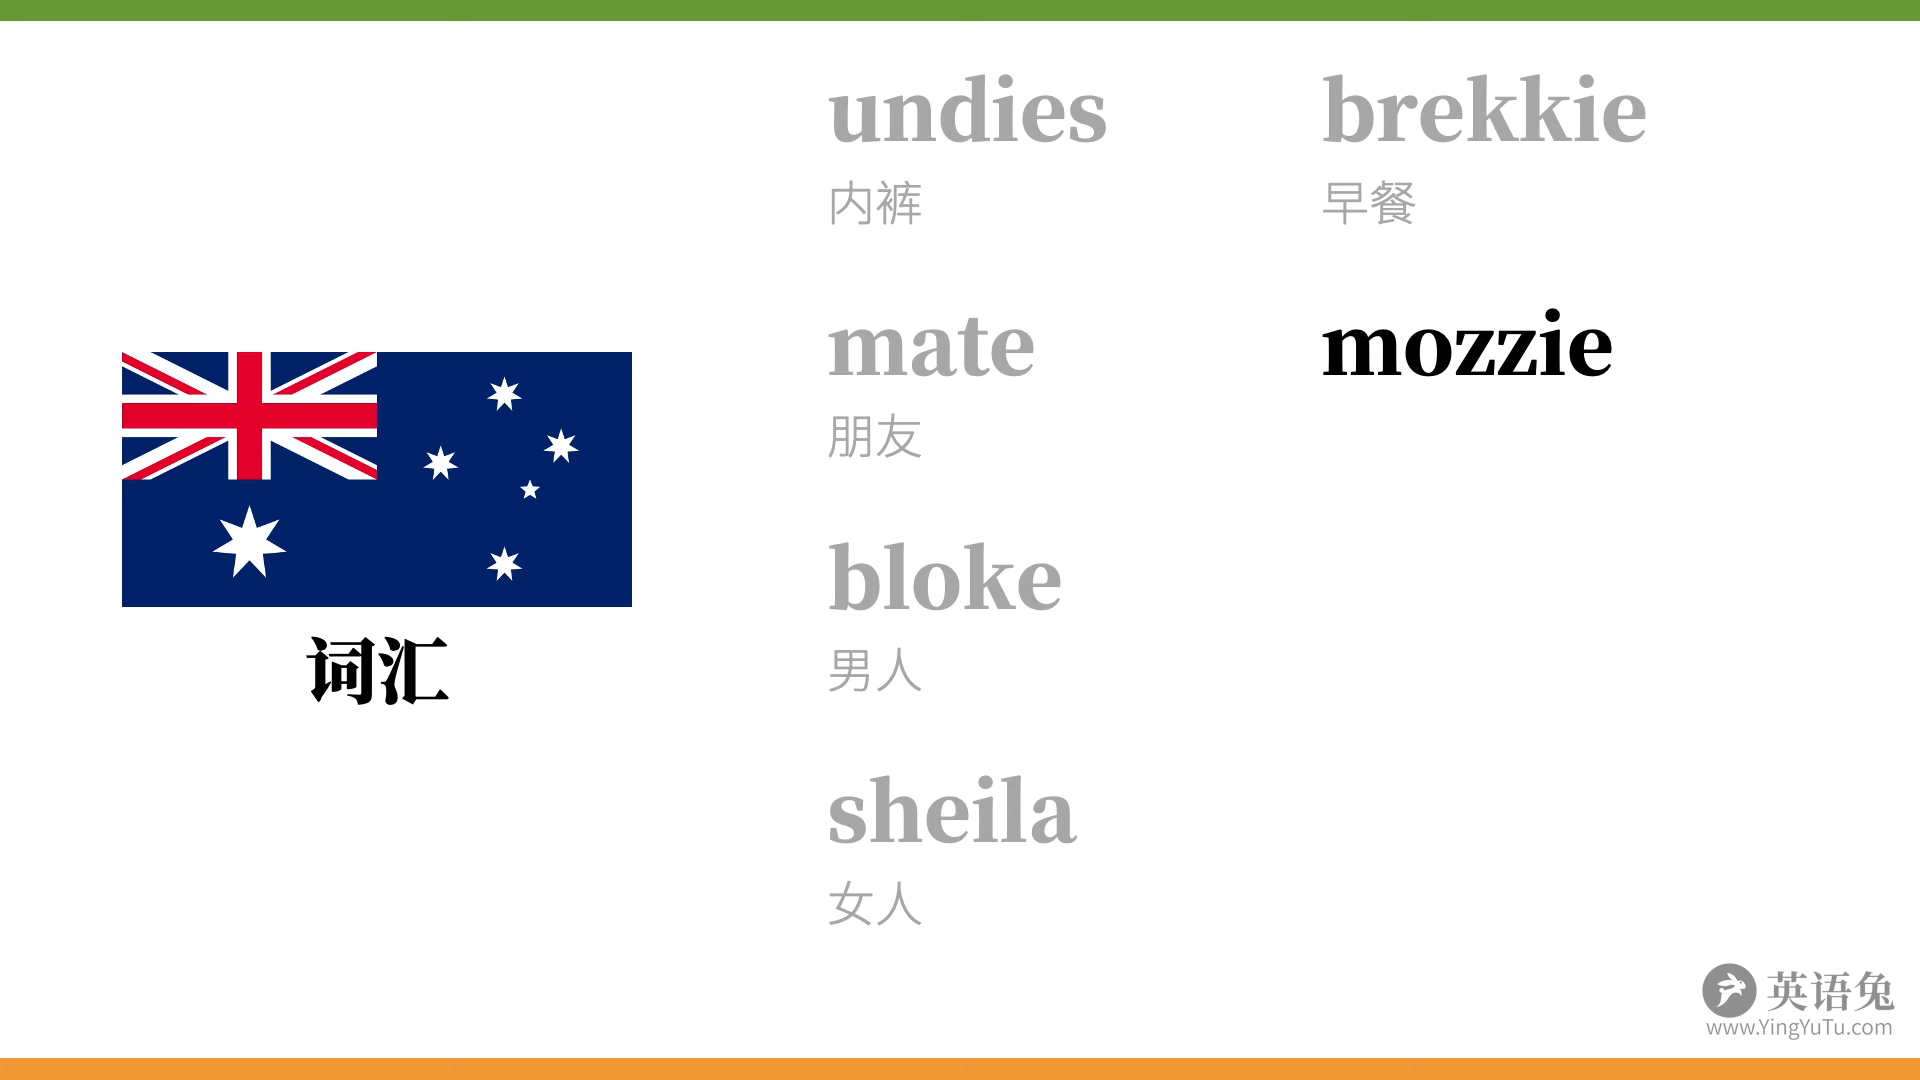 词汇
undies
内裤
mate
朋友
bloke
男人
sheila
女人
brekkie
早餐
mozzie
英语兔
www.YingYuTu.com